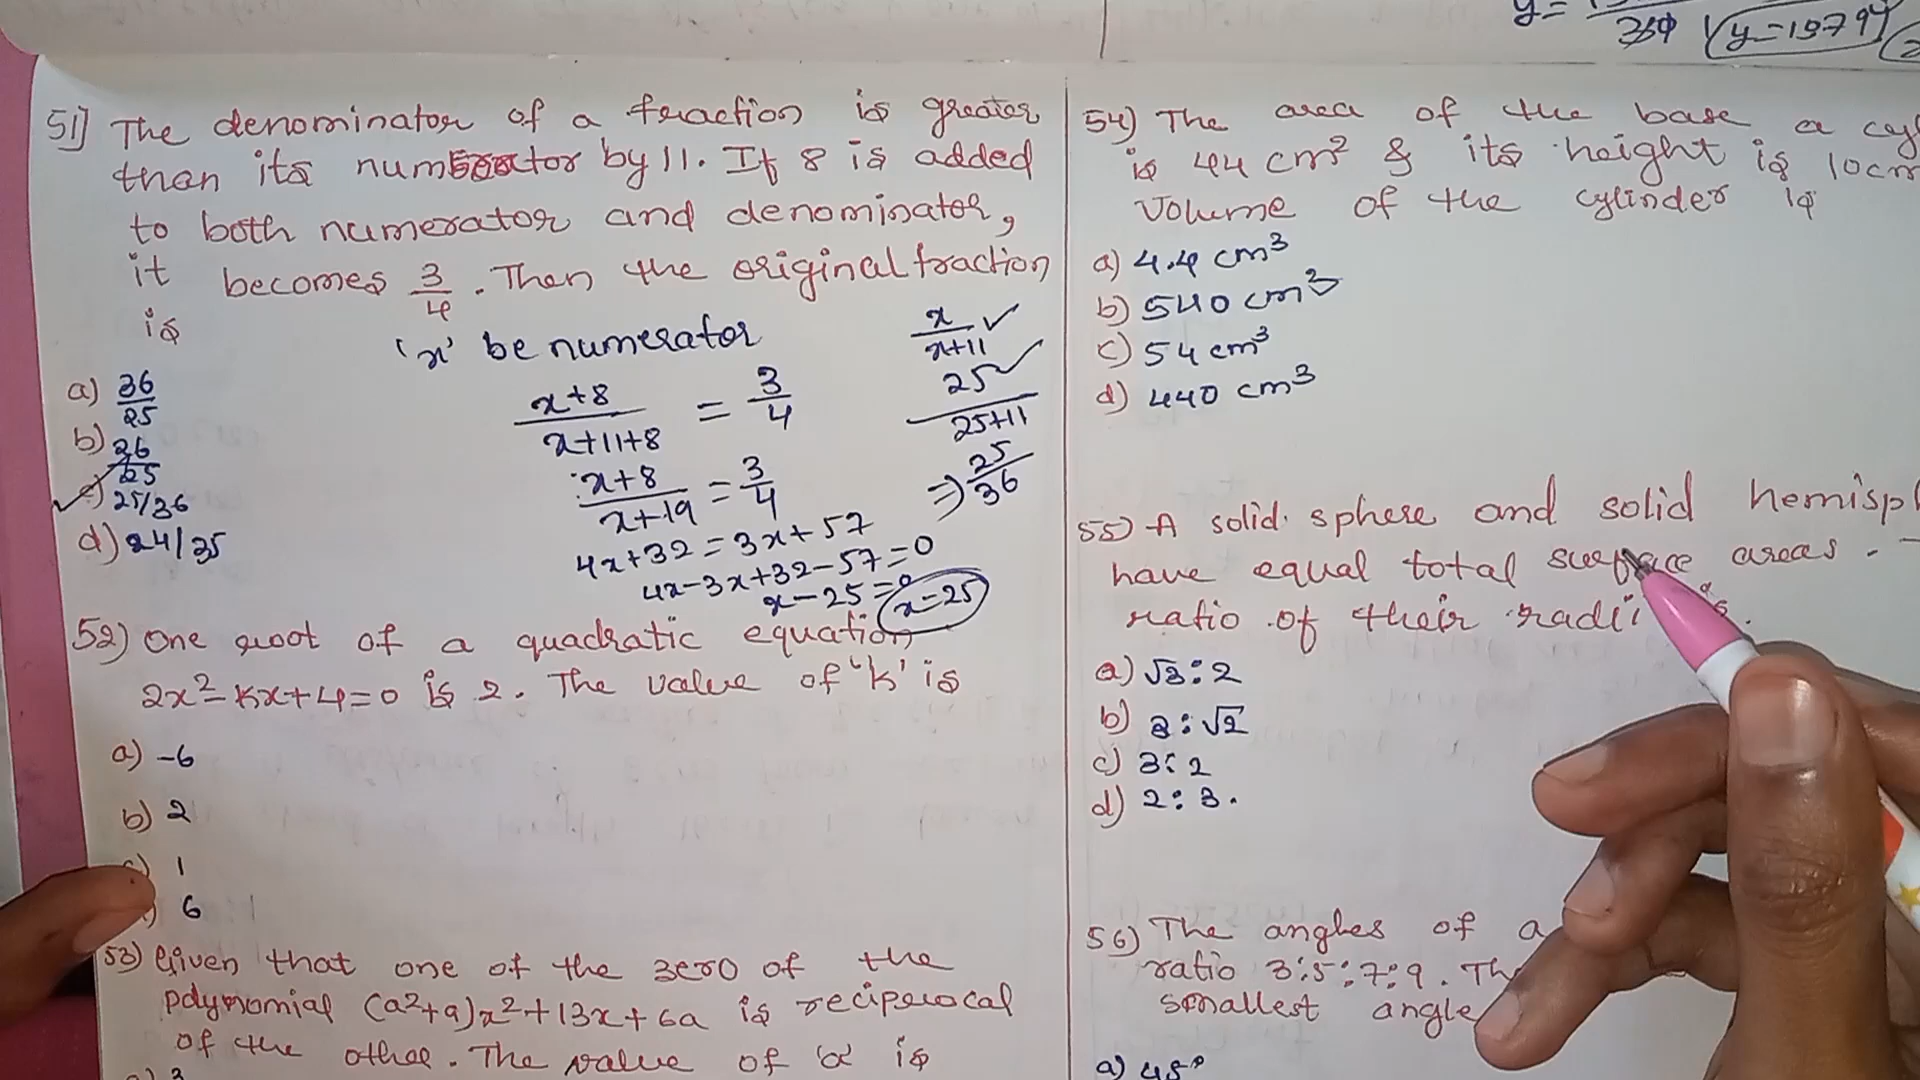 y=
350
y=15794
51] The denominator of a fraction is greater
than its numerator by 11. If 8 is added
to both numerator and denominator,
it becomes 3/4. Then the original fraction
is
a) 36/25
b) 26/25
c) 25/36
d) 24/35
'x' be numerator
x+8/x+11+8 = 3/4
x+8/x+19 = 3/4
4x+32=3x+57
4x-3x+32-57=0
x-25=0
x=25
x/x+11 ✓
25/25+11 ✓
⇒ 25/36
52) One root of a quadratic equation
2x²-kx+4=0 is 2. The value of 'k' is
a) -6
b) 2
c) 1
) 6
53) Given that one of the zero of the
polynomial (a²+9)x²+13x+6a is reciprocal
of the other. The value of 'a' is
a) 3
54) The area of the base a cy
is 44 cm² & its height is 10cm
Volume of the cylinder is
a) 4.4 cm³
b) 540 cm³
c) 54 cm³
d) 440 cm³
55) A solid sphere and solid hemisph
have equal total surface areas.
ratio of their radii is.
a) √3:2
b) 3:√2
c) 3:2
d) 2:3.
56) The angles of a
ratio 3:5:7:9. Th
smallest angle
a) 45°